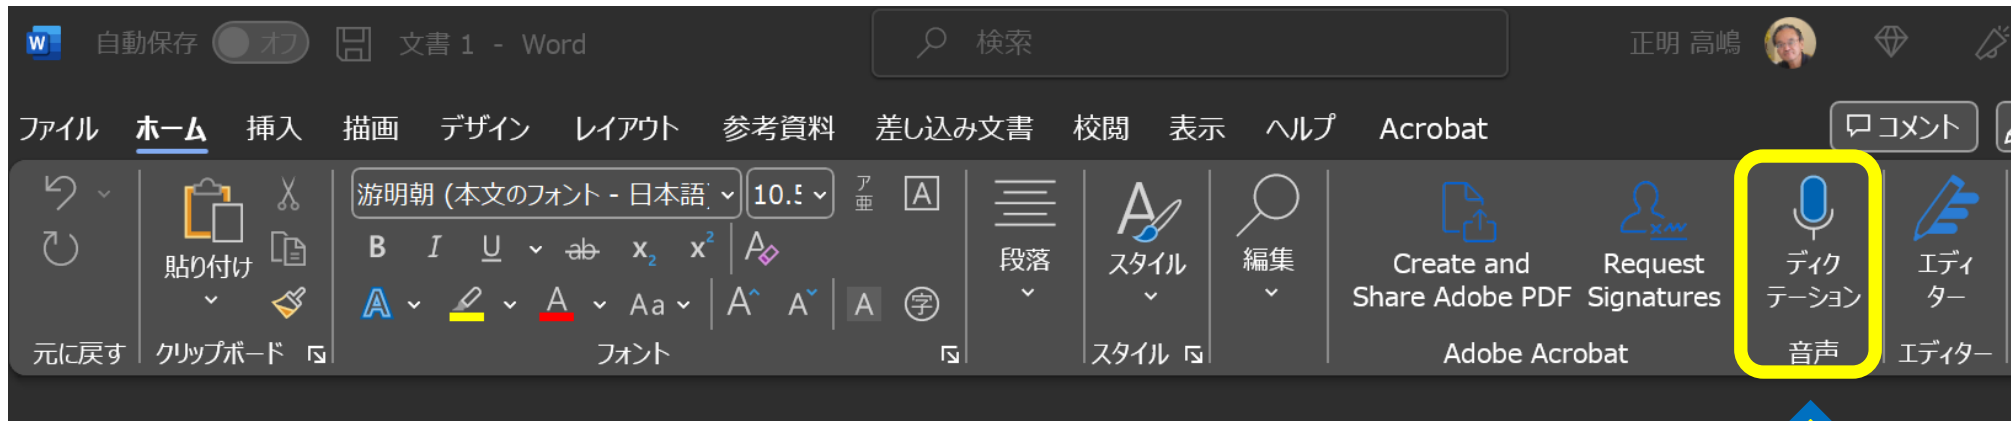 W 自動保存 オフ 文書 1 - Word 検索 正明 高嶋
ファイル ホーム 挿入 描画 デザイン レイアウト 参考資料 差し込み文書 校閲 表示 ヘルプ Acrobat コメント
游明朝 (本文のフォント - 日本語) 10.5 ア亜 A
貼り付け B I U ab x₂ x² A 段落 スタイル 編集 Create and Share Adobe PDF Request Signatures ディクテーション エディター
A A Aa A A A 字
元に戻す クリップボード フォント スタイル Adobe Acrobat 音声 エディター